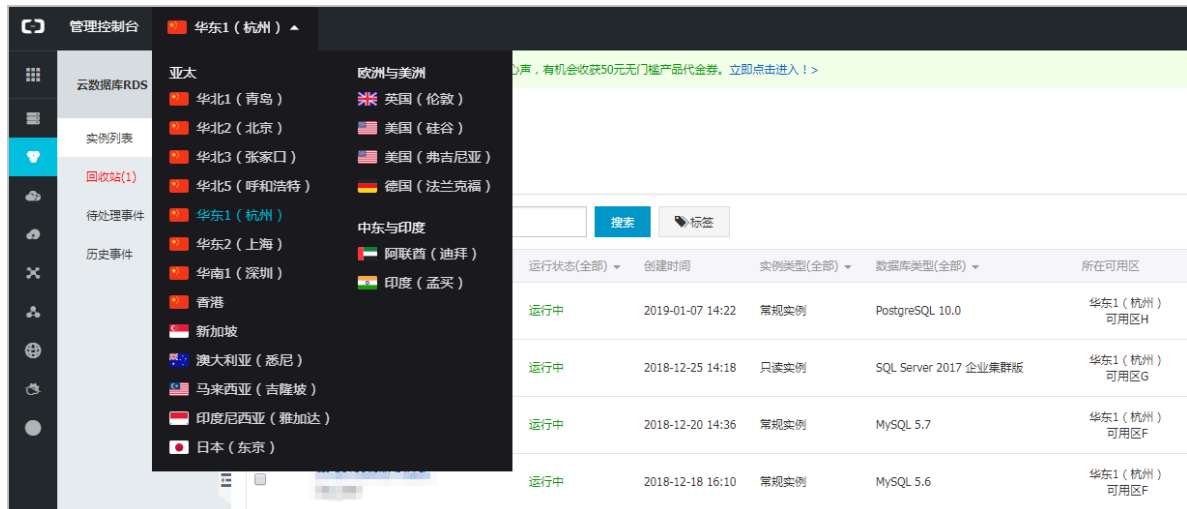 管理控制台
华东1 ( 杭州 )
云数据库RDS
实例列表
回收站(1)
待处理事件
历史事件
亚太
华北1 ( 青岛 )
华北2 ( 北京 )
华北3 ( 张家口 )
华北5 ( 呼和浩特 )
华东1 ( 杭州 )
华东2 ( 上海 )
华南1 ( 深圳 )
香港
新加坡
澳大利亚 ( 悉尼 )
马来西亚 ( 吉隆坡 )
印度尼西亚 ( 雅加达 )
日本 ( 东京 )
欧洲与美洲
英国 ( 伦敦 )
美国 ( 硅谷 )
美国 ( 弗吉尼亚 )
德国 ( 法兰克福 )
中东与印度
阿联酋 ( 迪拜 )
印度 ( 孟买 )
声，有机会收获50元无门槛产品代金券。立即点击进入！>
搜索 标签
运行状态(全部) 创建时间 实例类型(全部) 数据库类型(全部) 所在可用区
运行中 2019-01-07 14:22 常规实例 PostgreSQL 10.0 华东1 ( 杭州 )
可用区H
运行中 2018-12-25 14:18 只读实例 SQL Server 2017 企业集群版 华东1 ( 杭州 )
可用区G
运行中 2018-12-20 14:36 常规实例 MySQL 5.7 华东1 ( 杭州 )
可用区F
运行中 2018-12-18 16:10 常规实例 MySQL 5.6 华东1 ( 杭州 )
可用区F